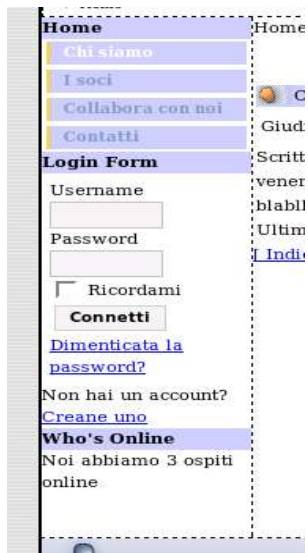 Home
Chi siamo
I soci
Collabora con noi
Contatti
Login Form
Username
Password
Ricordami
Connetti
Dimenticata la
password?
Non hai un account?
Creane uno
Who's Online
Noi abbiamo 3 ospiti
online
Home
C
Giudi
Scritt
vener
blabl
Ultim
[ Indi